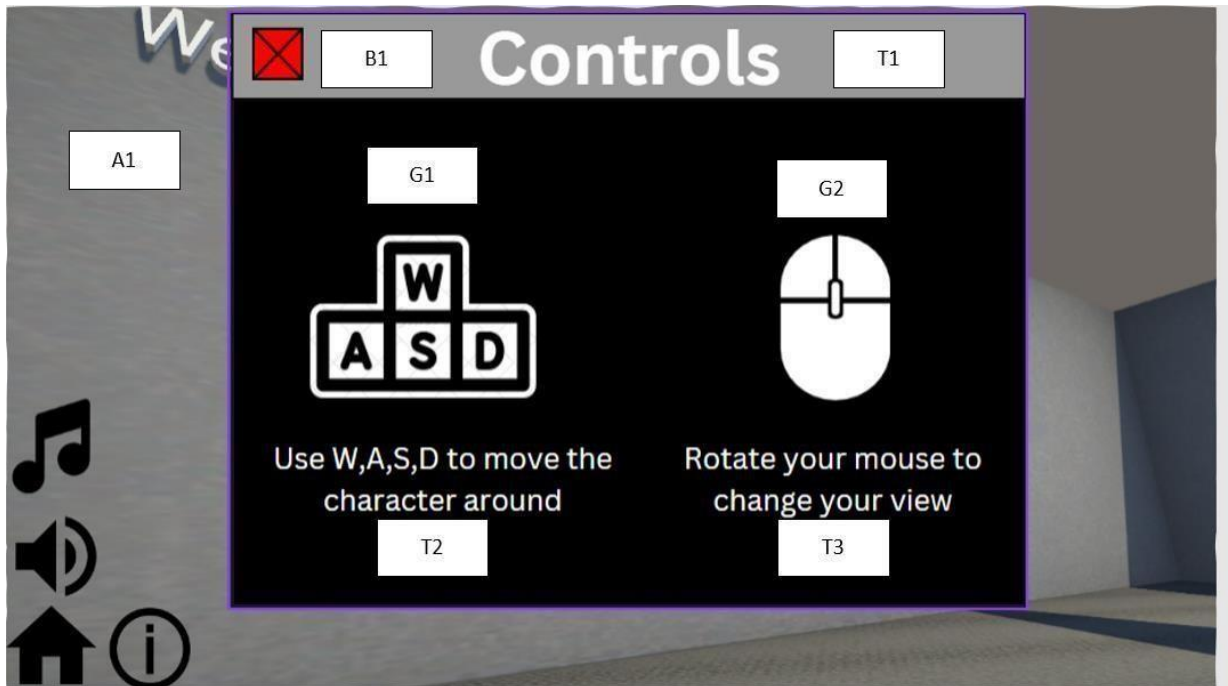 We
B1
Controls
T1
A1
G1
G2
W
A S D
Use W,A,S,D to move the
character around
Rotate your mouse to
change your view
T2
T3
i